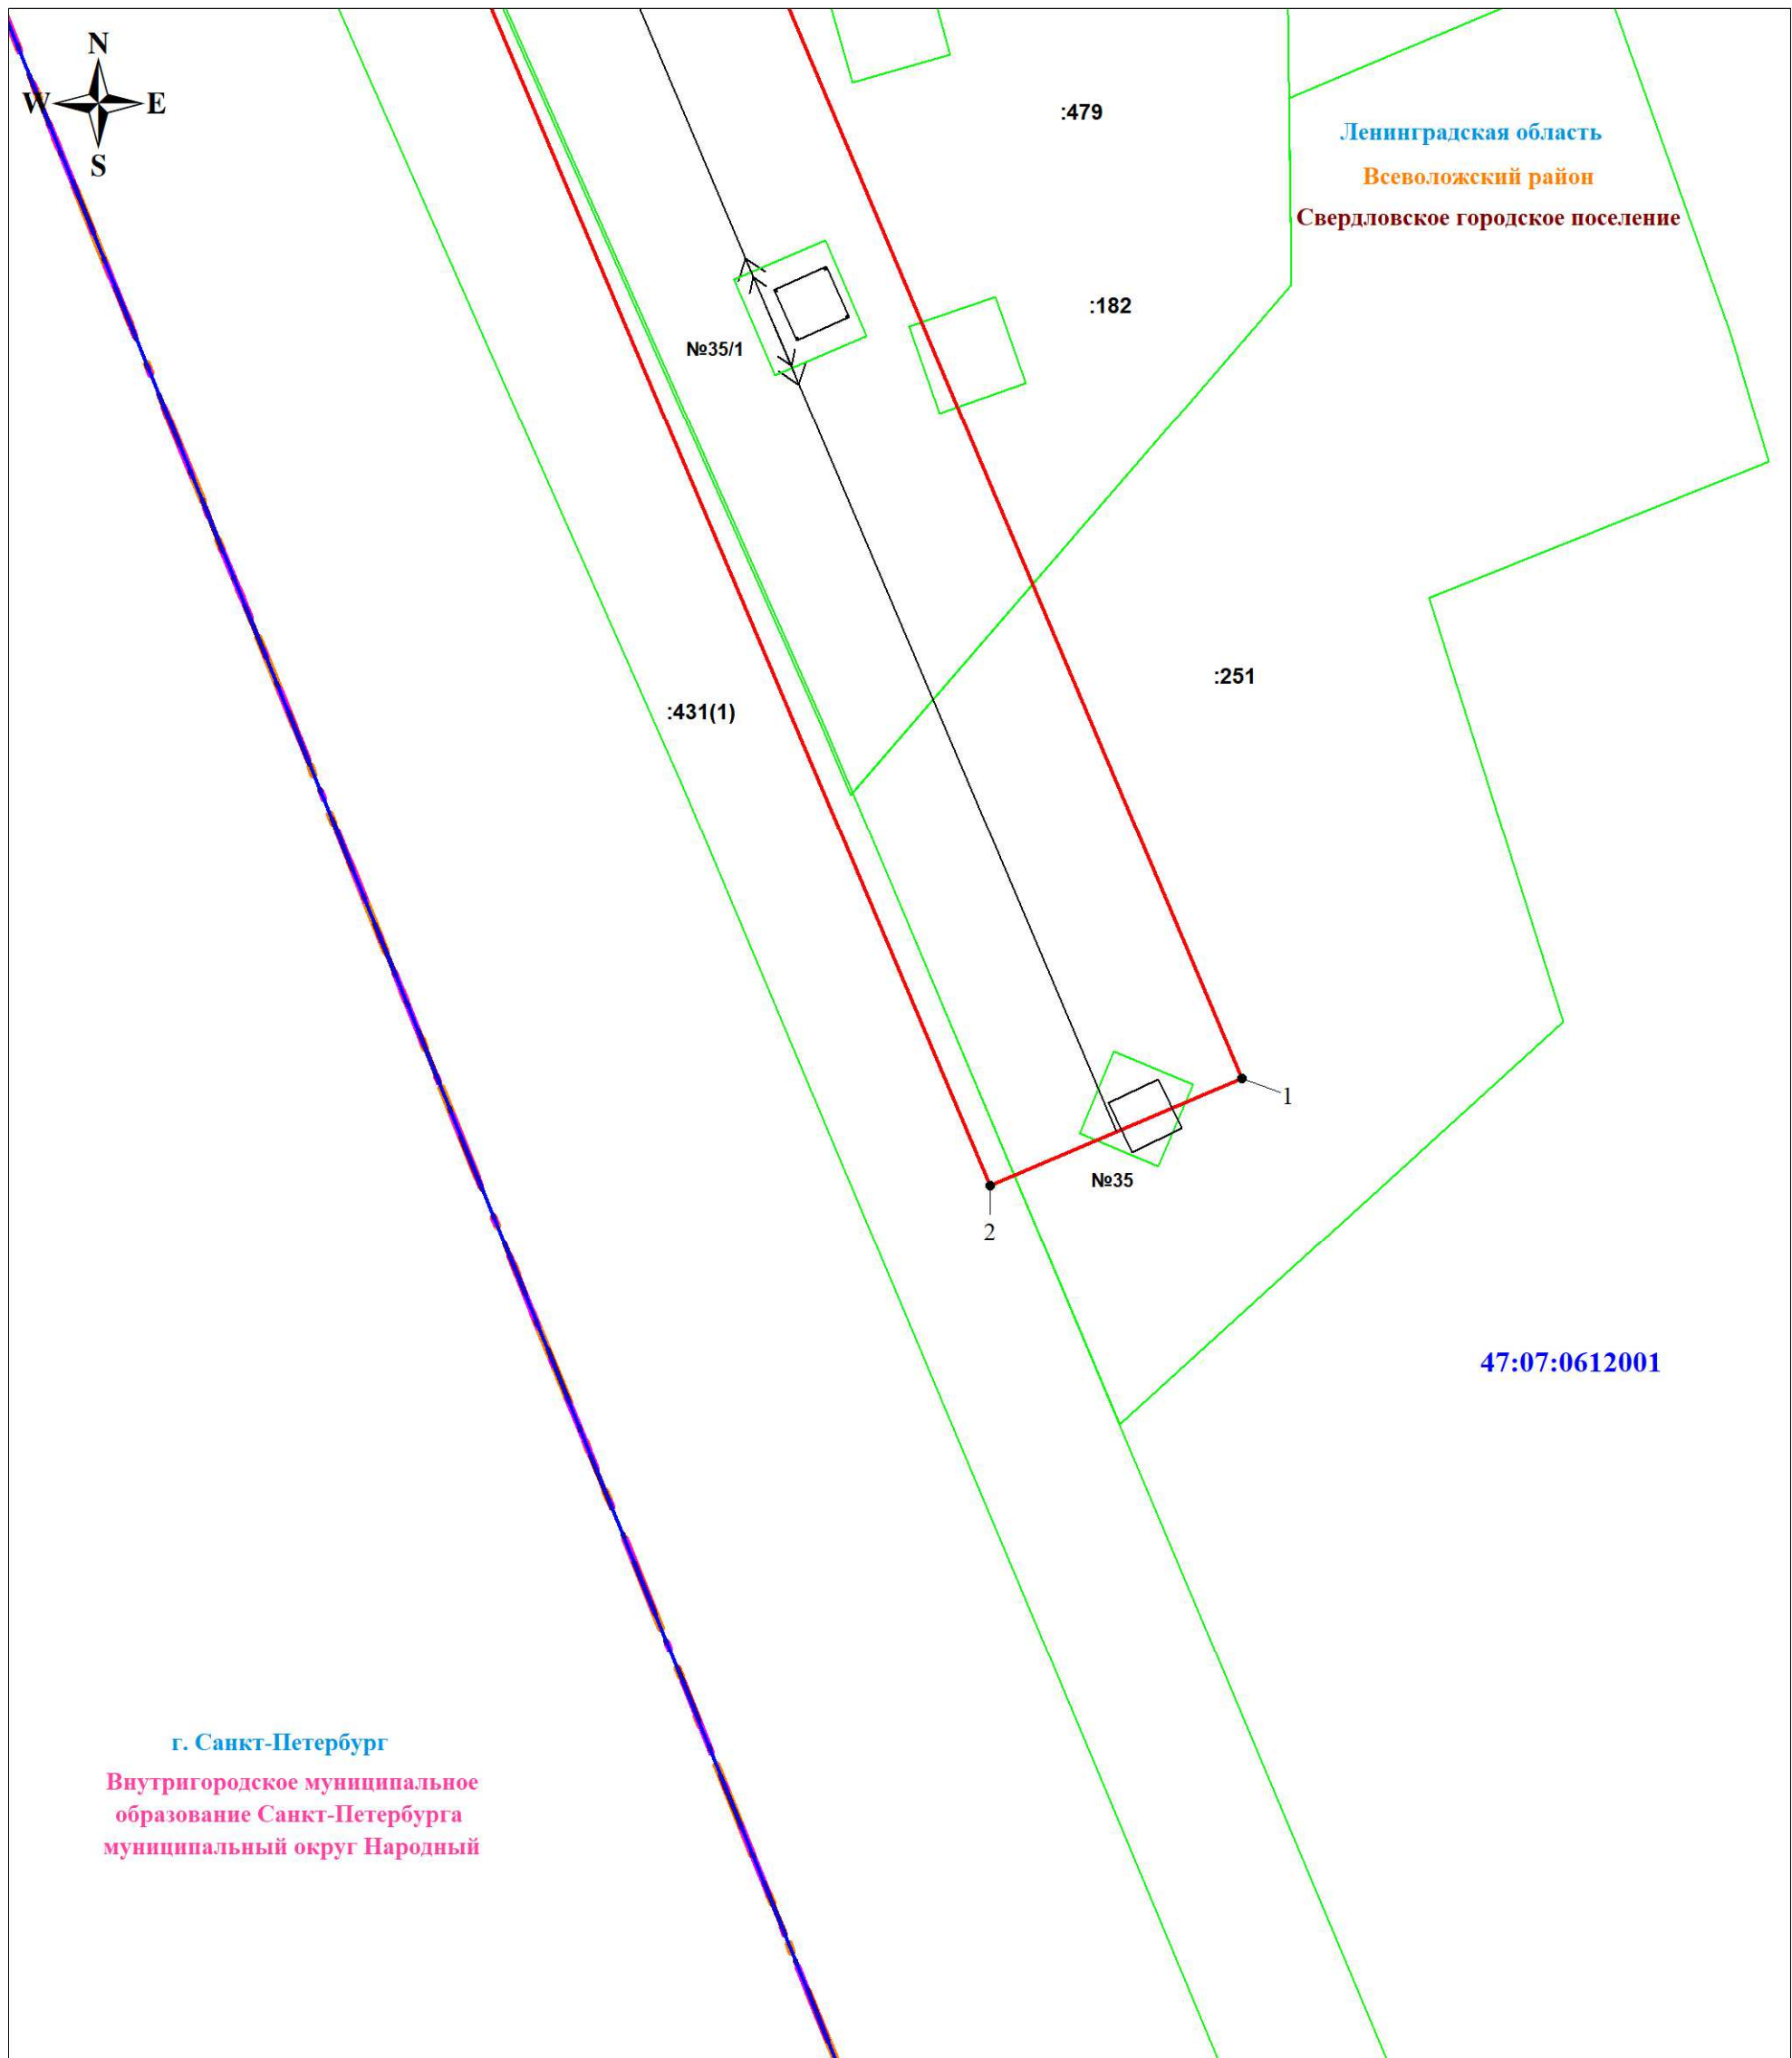 N
W E
S
:479
Ленинградская область
Всеволожский район
Свердловское городское поселение
:182
№35/1
:251
:431(1)
1
№35
2
47:07:0612001
г. Санкт-Петербург
Внутригородское муниципальное
образование Санкт-Петербурга
муниципальный округ Народный